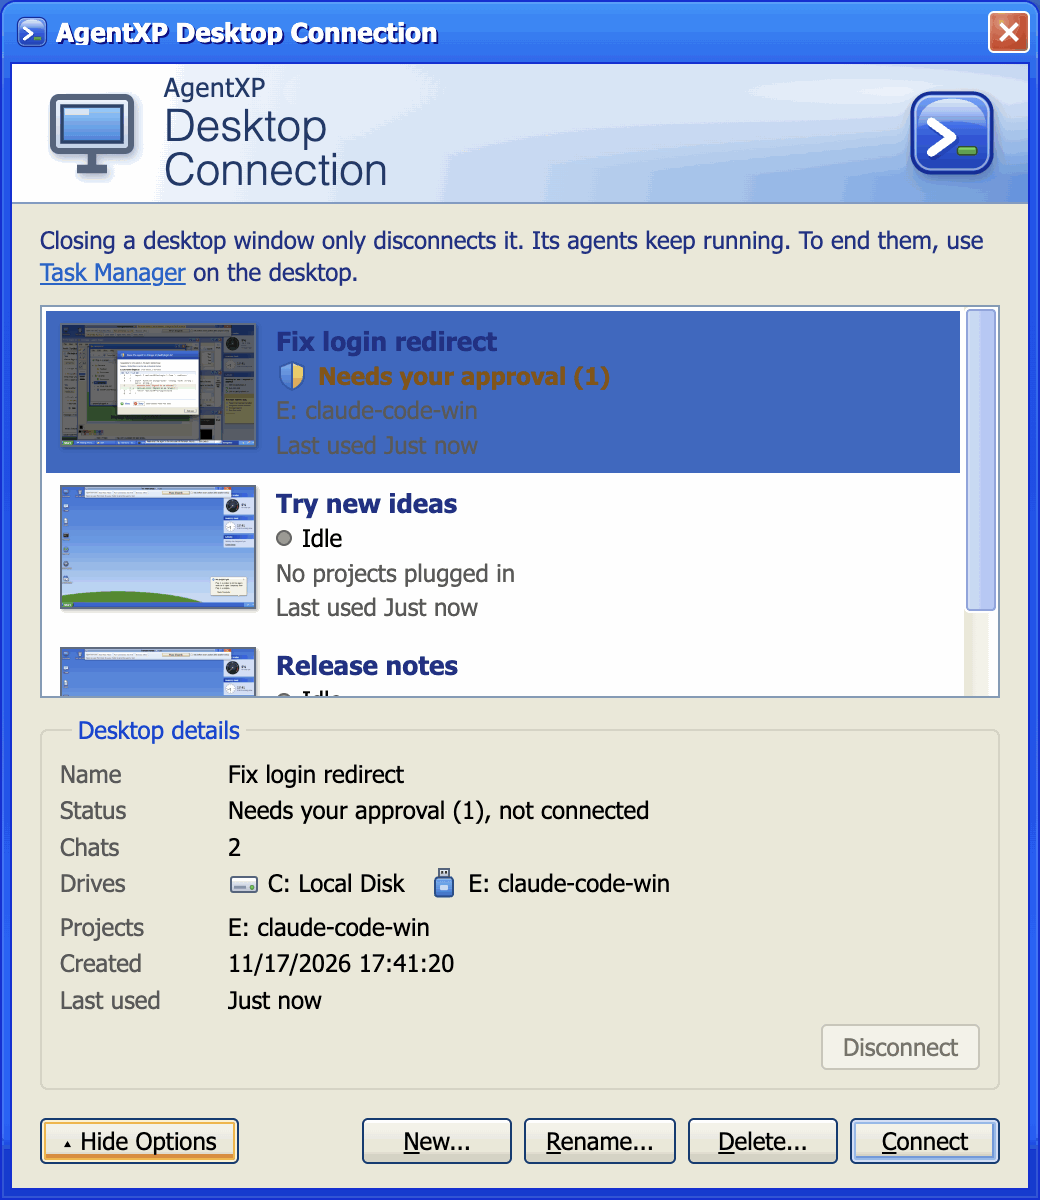 AgentXP Desktop Connection
AgentXP
Desktop
Connection
Closing a desktop window only disconnects it. Its agents keep running. To end them, use
Task Manager on the desktop.
Fix login redirect
Needs your approval (1)
E: claude-code-win
Last used Just now
Try new ideas
Idle
No projects plugged in
Last used Just now
Release notes
Idle
Desktop details
Name Fix login redirect
Status Needs your approval (1), not connected
Chats 2
Drives C: Local Disk E: claude-code-win
Projects E: claude-code-win
Created 11/17/2026 17:41:20
Last used Just now
Disconnect
Hide Options New... Rename... Delete... Connect